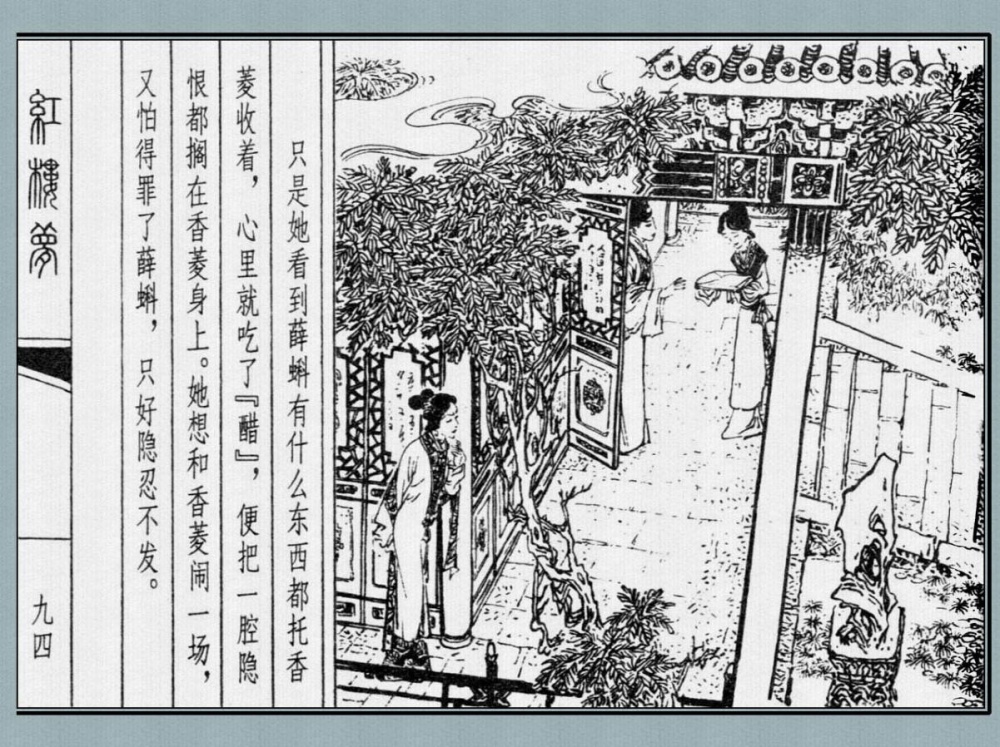 只是她看到薛蝌有什么东西都托香
菱收着，心里就吃了『醋』，便把一腔隐
恨都搁在香菱身上。她想和香菱闹一场，
又怕得罪了薛蝌，只好隐忍不发。
紅樓夢
九四